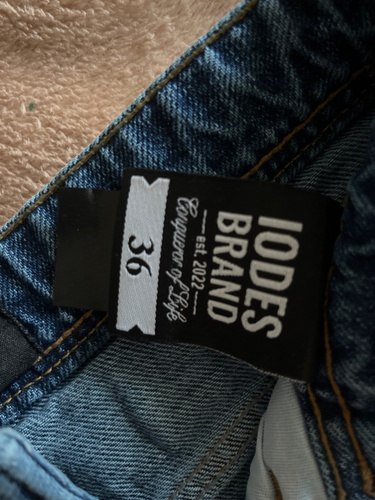 IODES
BRAND
est. 2022
Conqueror of Life
36